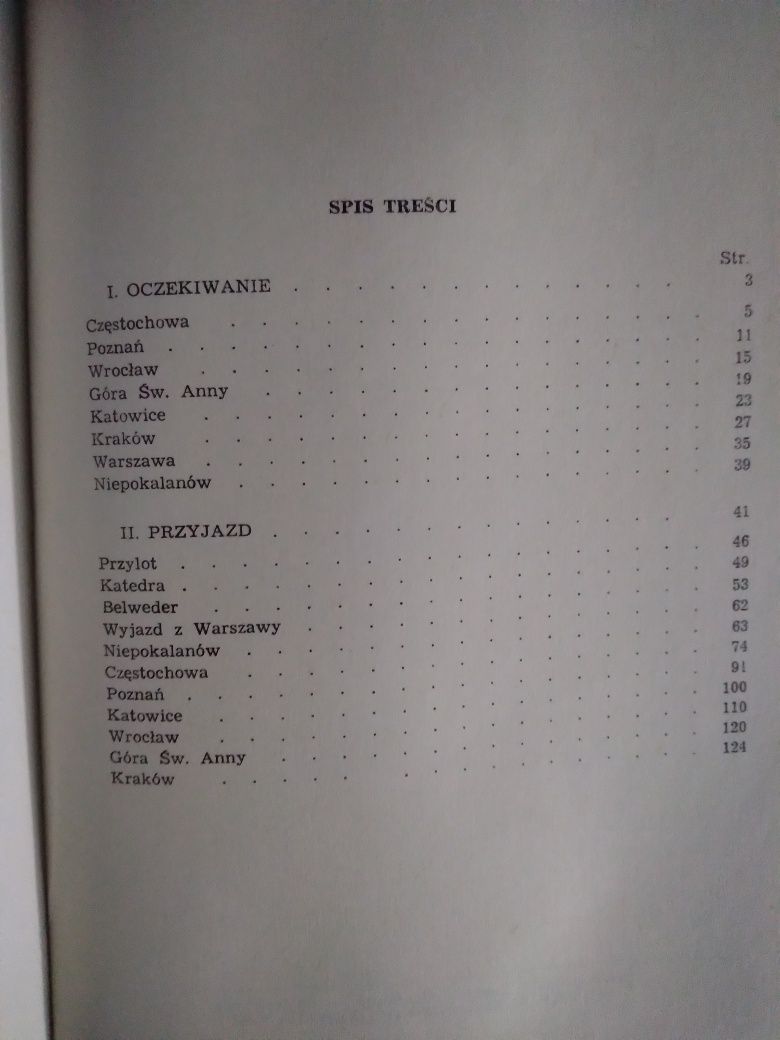 SPIS TREŚCI
Str.
I. OCZEKIWANIE . . . . . . . . . . . . . 3
Częstochowa . . . . . . . . . . . . . . . . 5
Poznań . . . . . . . . . . . . . . . . . . 11
Wrocław . . . . . . . . . . . . . . . . . 15
Góra Św. Anny . . . . . . . . . . . . . . . 19
Katowice . . . . . . . . . . . . . . . . . 23
Kraków . . . . . . . . . . . . . . . . . 27
Warszawa . . . . . . . . . . . . . . . . . 35
Niepokalanów . . . . . . . . . . . . . . . . 39
II. PRZYJAZD . . . . . . . . . . . . . 41
Przylot . . . . . . . . . . . . . . . . . 46
Katedra . . . . . . . . . . . . . . . . . 49
Belweder . . . . . . . . . . . . . . . . 53
Wyjazd z Warszawy . . . . . . . . . . . . . 62
Niepokalanów . . . . . . . . . . . . . . . 63
Częstochowa . . . . . . . . . . . . . . . 74
Poznań . . . . . . . . . . . . . . . . . 91
Katowice . . . . . . . . . . . . . . . . 100
Wrocław . . . . . . . . . . . . . . . . 110
Góra Św. Anny . . . . . . . . . . . . . . 120
Kraków . . . . . . . . . . . . . . . 124